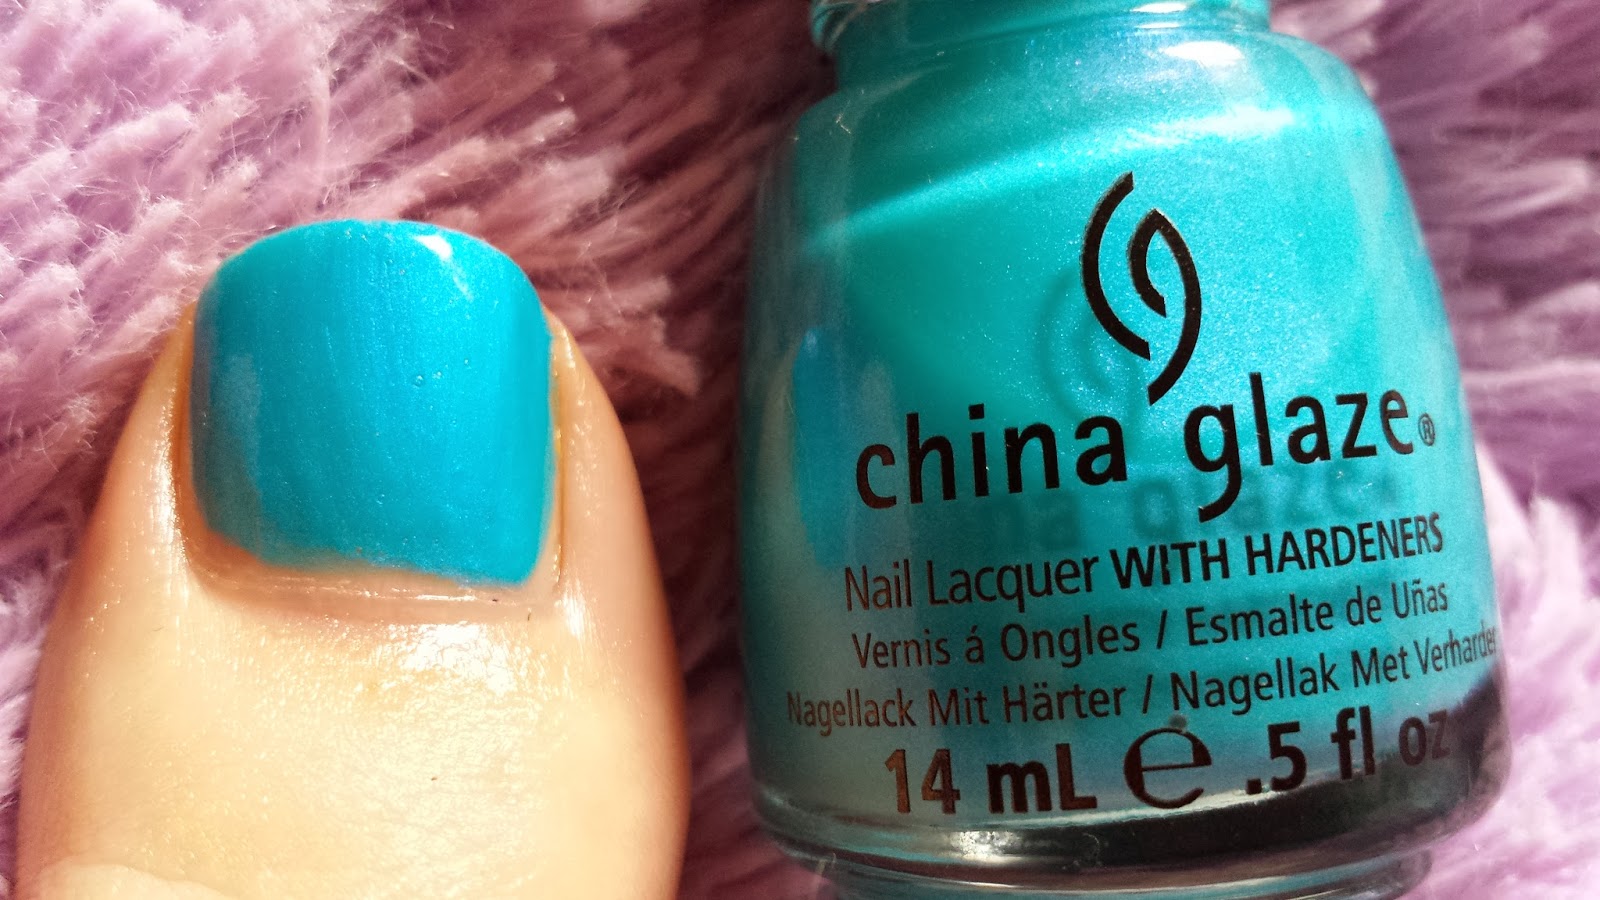 china glaze®
Nail Lacquer WITH HARDENERS
Vernis á Ongles / Esmalte de Uñas
Nagellack Mit Härter / Nagellak Met Verharder
14 mL ℮ .5 fl oz